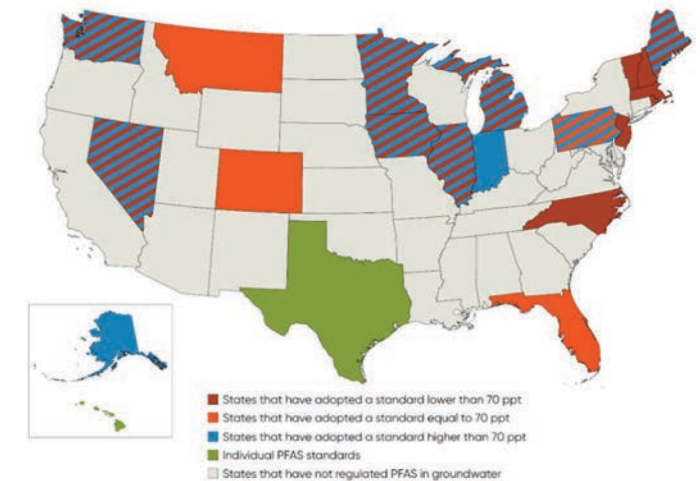 States that have adopted a standard lower than 70 ppt
States that have adopted a standard equal to 70 ppt
States that have adopted a standard higher than 70 ppt
Individual PFAS standards
States that have not regulated PFAS in groundwater